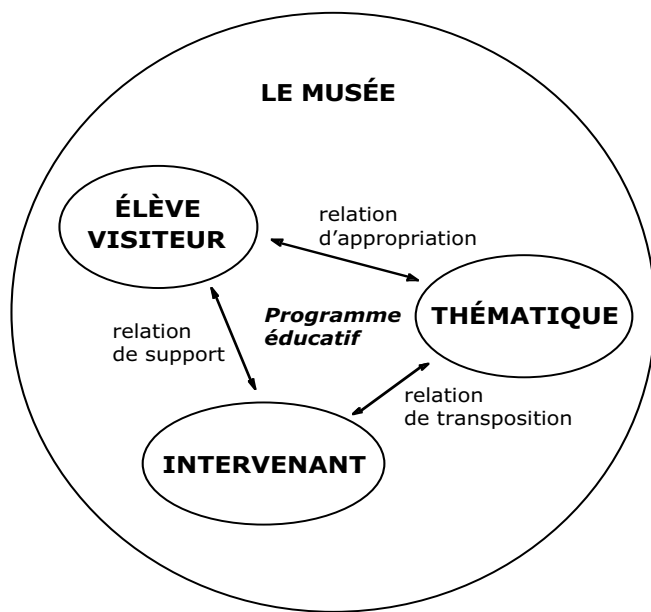 LE MUSÉE
ÉLÈVE
VISITEUR
relation
d'appropriation
Programme
éducatif
THÉMATIQUE
relation
de support
relation
de transposition
INTERVENANT